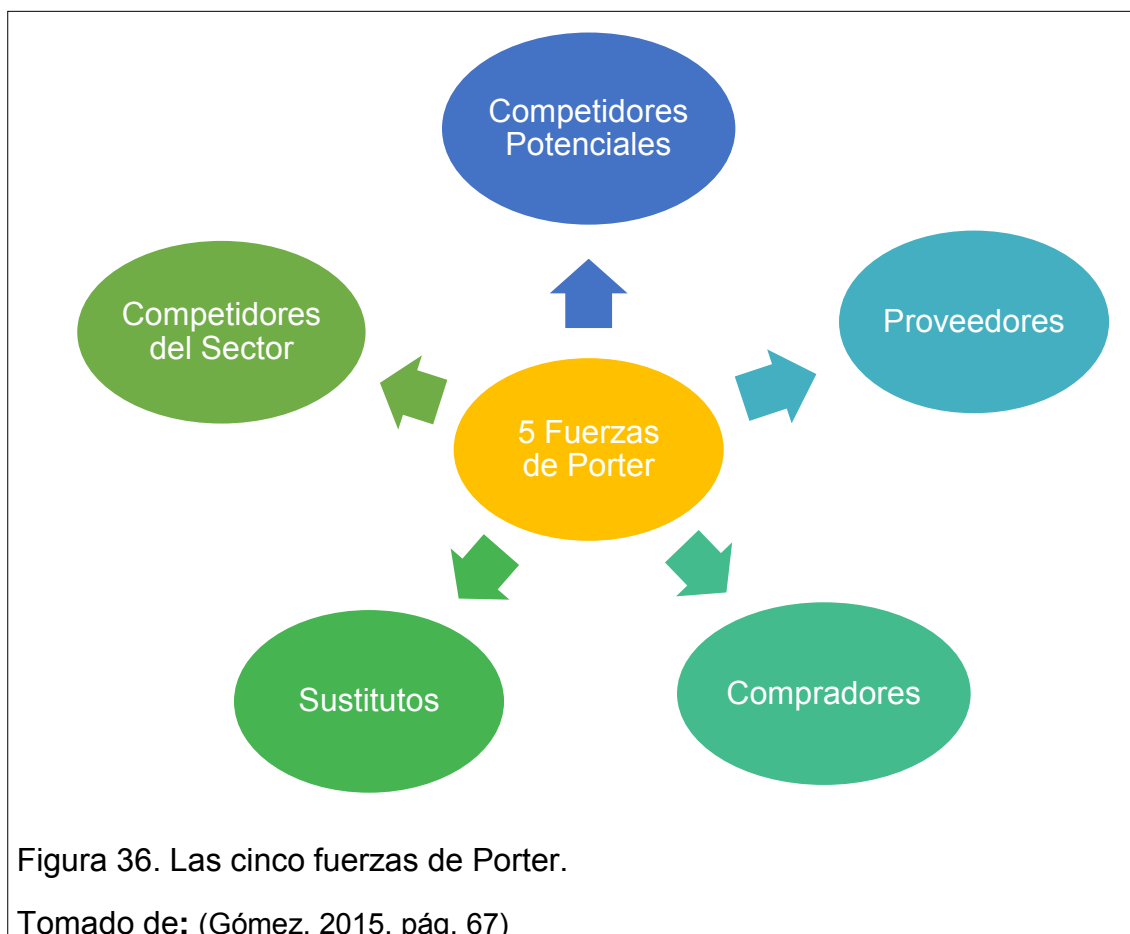 Competidores
Potenciales
Competidores
del Sector
Proveedores
5 Fuerzas
de Porter
Sustitutos
Compradores
Figura 36. Las cinco fuerzas de Porter.
Tomado de: (Gómez, 2015, pág. 67)